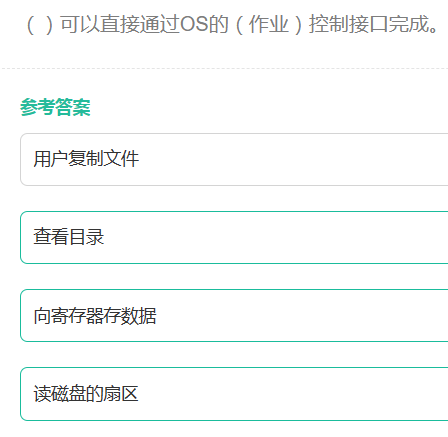 （ ）可以直接通过OS的（作业）控制接口完成。
参考答案
用户复制文件
查看目录
向寄存器存数据
读磁盘的扇区